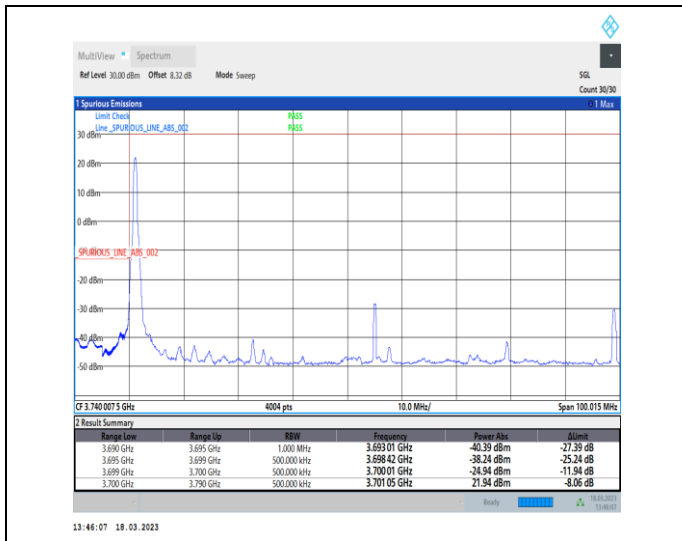 MultiView Spectrum
Ref Level 30.00 dBm Offset 8.32 dB Mode Sweep SGL
Count 30/30
1 Spurious Emissions 1 Max
Limit Check PASS
Line _SPURIOUS_LINE_ABS_002 PASS
30 dBm
20 dBm
10 dBm
0 dBm
_SPURIOUS_LINE_ABS_002
-20 dBm
-30 dBm
-40 dBm
-50 dBm
CF 3.740 007 5 GHz 4004 pts 10.0 MHz/ Span 100.015 MHz
2 Result Summary
Range Low Range Up RBW Frequency Power Abs ΔLimit
3.690 GHz 3.695 GHz 1.000 MHz 3.693 01 GHz -40.39 dBm -27.39 dB
3.695 GHz 3.699 GHz 500.000 kHz 3.698 42 GHz -38.24 dBm -25.24 dB
3.699 GHz 3.700 GHz 500.000 kHz 3.700 01 GHz -24.94 dBm -11.94 dB
3.700 GHz 3.790 GHz 500.000 kHz 3.701 05 GHz 21.94 dBm -8.06 dB
Ready 18.03.2023
13:46:07
13:46:07 18.03.2023